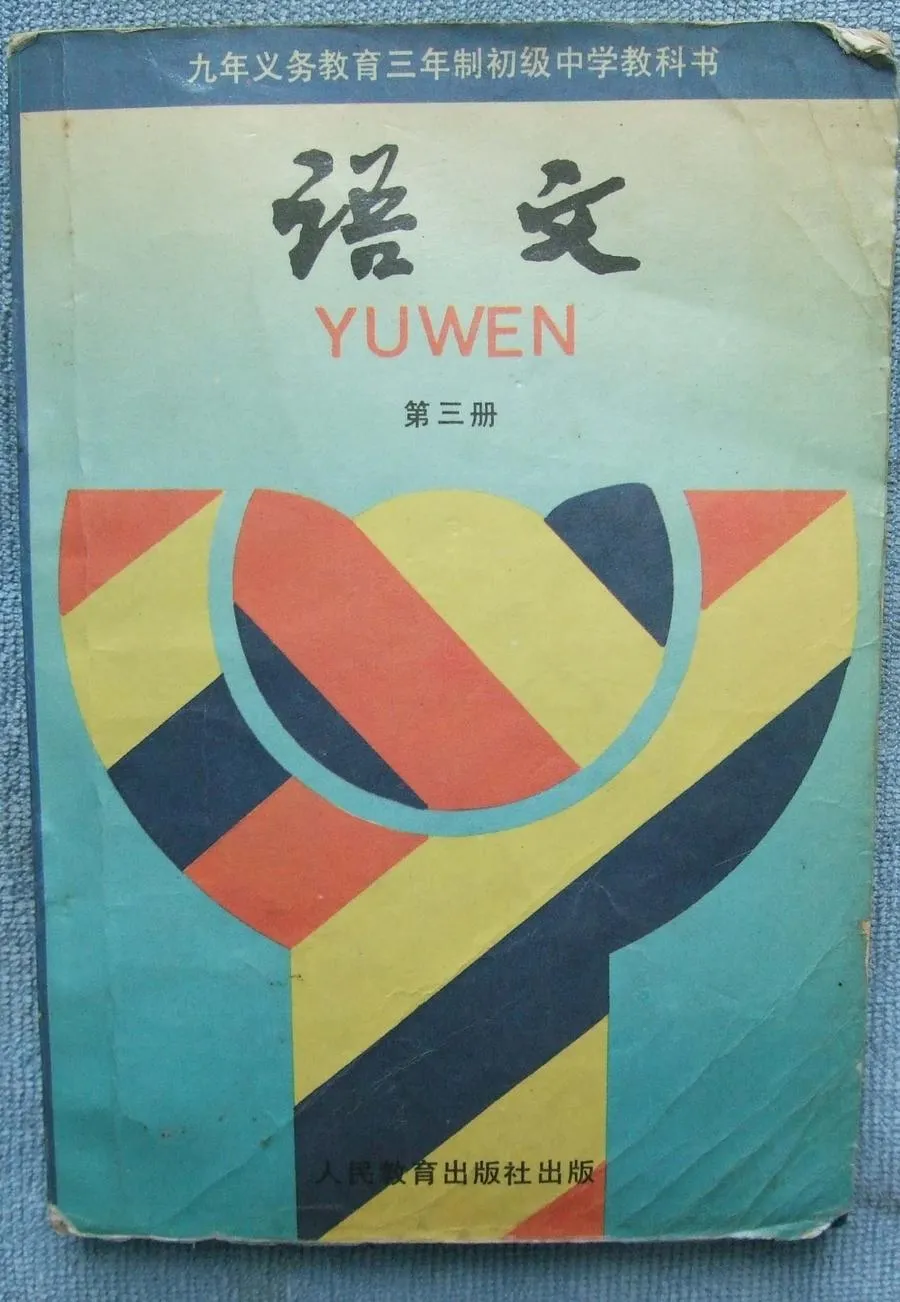 九年义务教育三年制初级中学教科书
语文
YUWEN
第三册
人民教育出版社出版